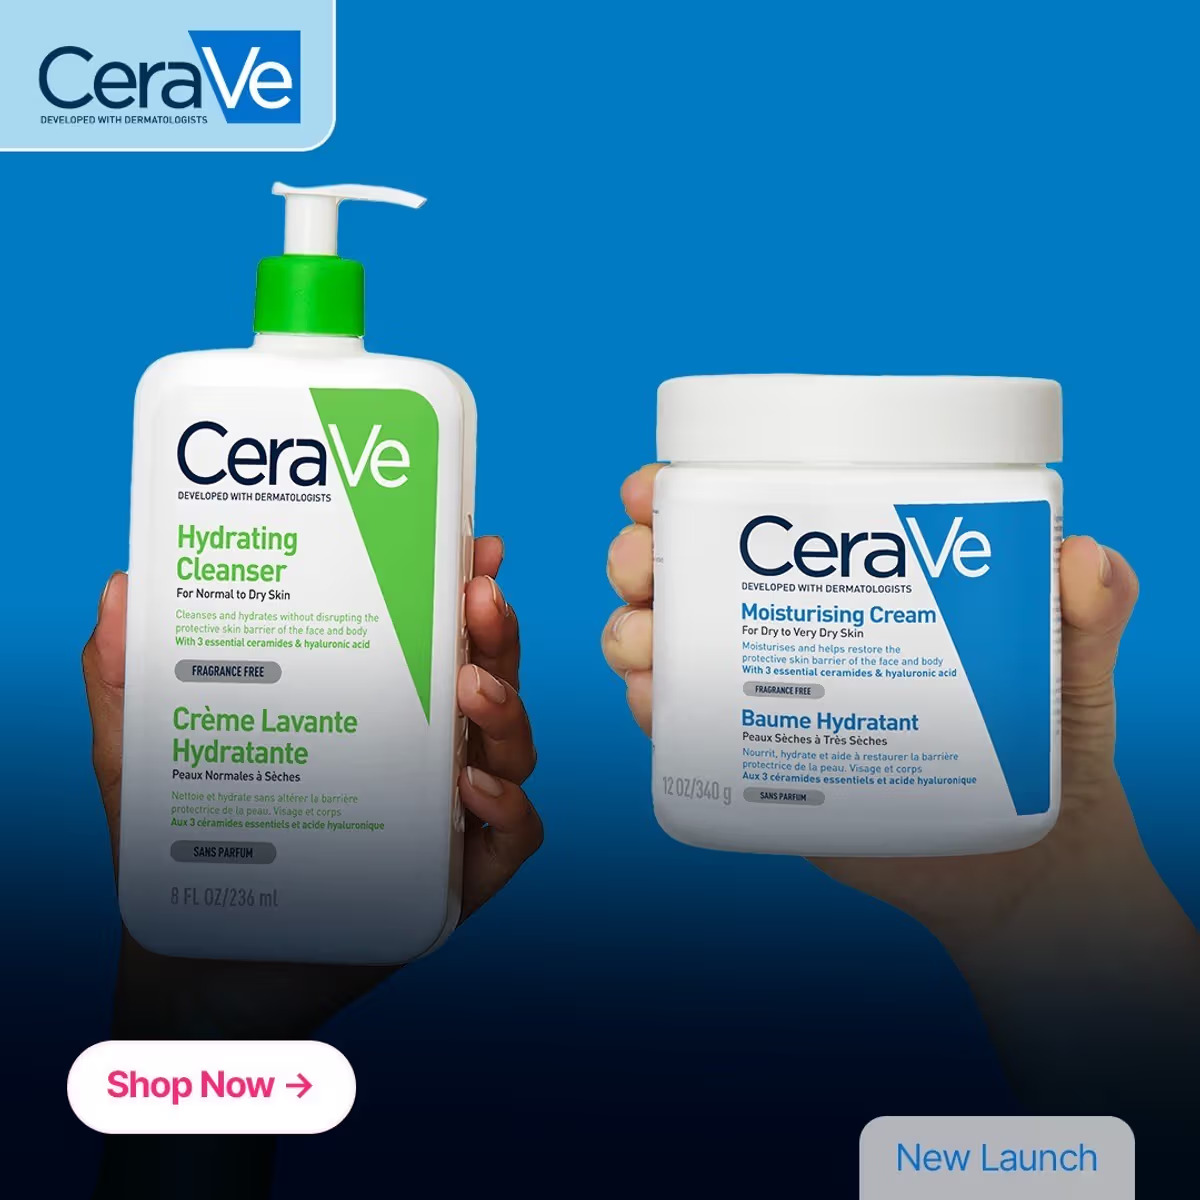 CeraVe
DEVELOPED WITH DERMATOLOGISTS
CeraVe
DEVELOPED WITH DERMATOLOGISTS
Hydrating
Cleanser
For Normal to Dry Skin
Cleanses and hydrates without disrupting the
protective skin barrier of the face and body
With 3 essential ceramides & hyaluronic acid
FRAGRANCE FREE
Crème Lavante
Hydratante
Peaux Normales à Sèches
Nettoie et hydrate sans altérer la barrière
protectrice de la peau. Visage et corps
Aux 3 céramides essentiels et acide hyaluronique
SANS PARFUM
8 FL OZ/236 ml
CeraVe
DEVELOPED WITH DERMATOLOGISTS
Moisturising Cream
For Dry to Very Dry Skin
Moisturises and helps restore the
protective skin barrier of the face and body
With 3 essential ceramides & hyaluronic acid
FRAGRANCE FREE
Baume Hydratant
Peaux Sèches à Très Sèches
Nourrit, hydrate et aide à restaurer la barrière
protectrice de la peau. Visage et corps
Aux 3 céramides essentiels et acide hyaluronique
12 OZ/340 g
SANS PARFUM
Shop Now →
New Launch